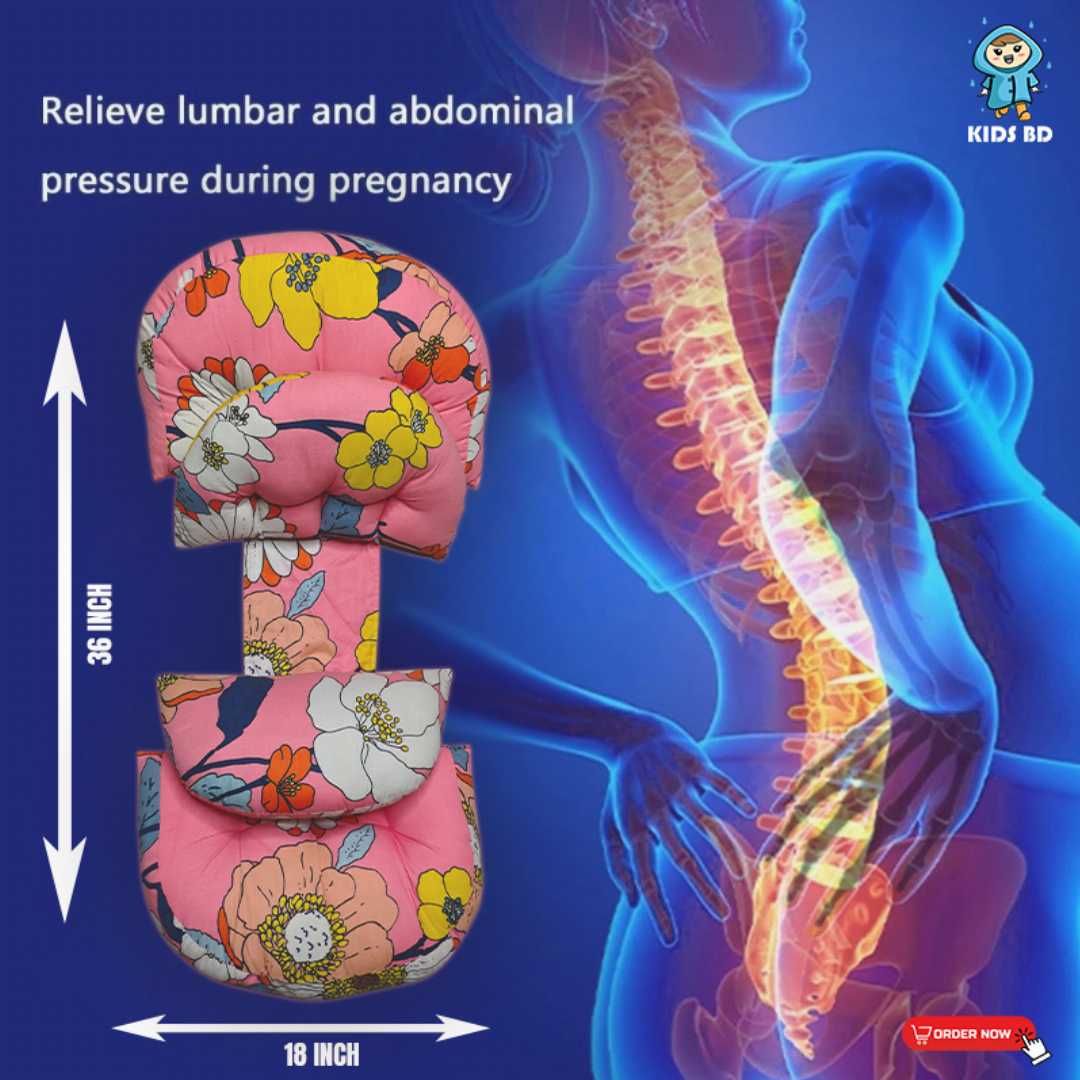 Relieve lumbar and abdominal
pressure during pregnancy
KIDS BD
36 INCH
18 INCH
ORDER NOW